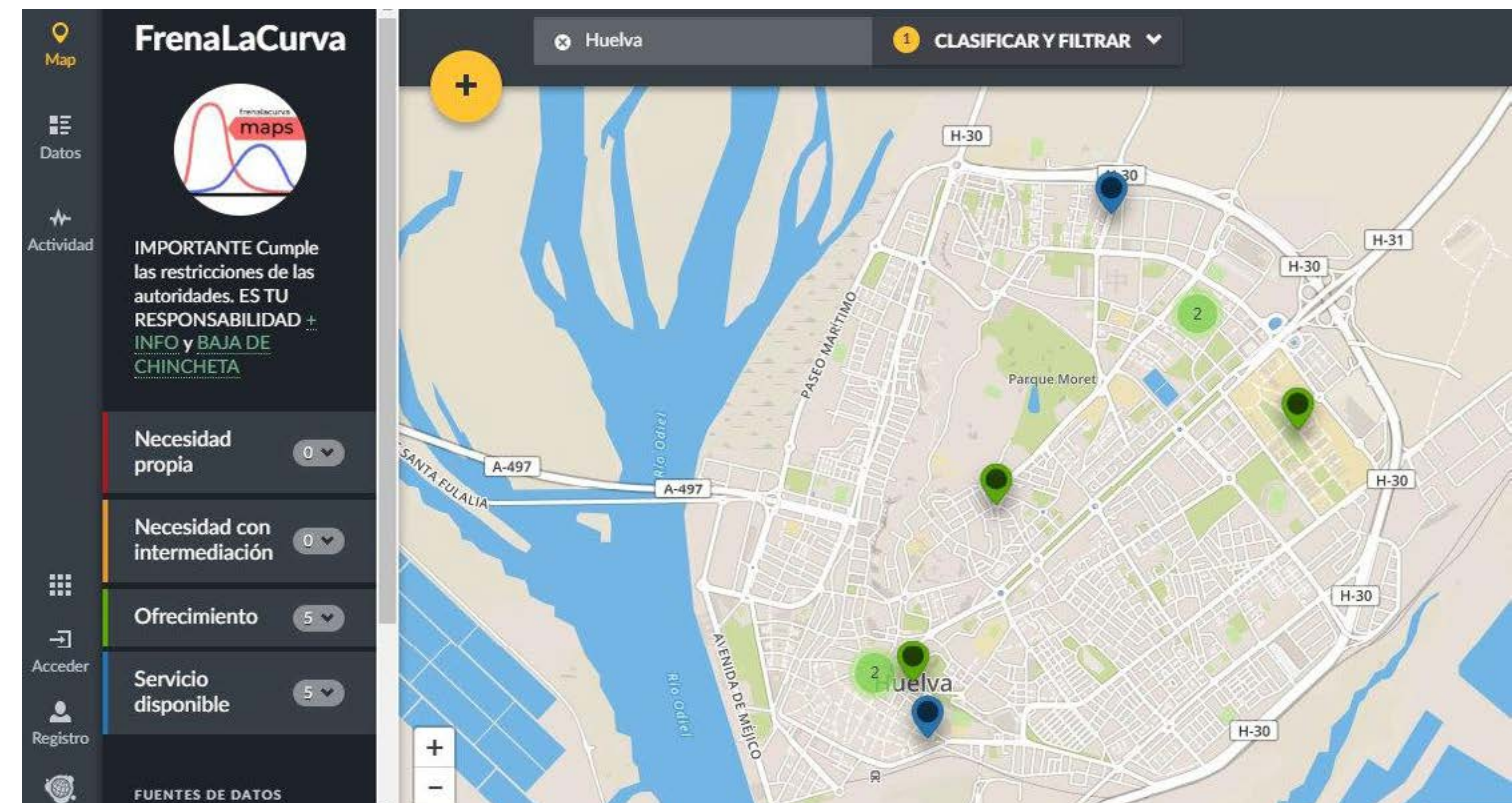 Map
Datos
Actividad
Acceder
Registro
FrenaLaCurva
frenalacurva
maps
IMPORTANTE Cumple
las restricciones de las
autoridades. ES TU
RESPONSABILIDAD +
INFO y BAJA DE
CHINCHETA
Necesidad
propia
0
Necesidad con
intermediación
0
Ofrecimiento
5
Servicio
disponible
5
FUENTES DE DATOS
+
Huelva
1
CLASIFICAR Y FILTRAR
H-30
H-30
H-31
H-30
2
PASEO MARÍTIMO
Parque Moret
Río Odiel
A-497
A-497
SANTA EULALIA
H-30
H-30
2
Huelva
AVENIDA DE MÉJICO
Río Odiel
H-30
+
−